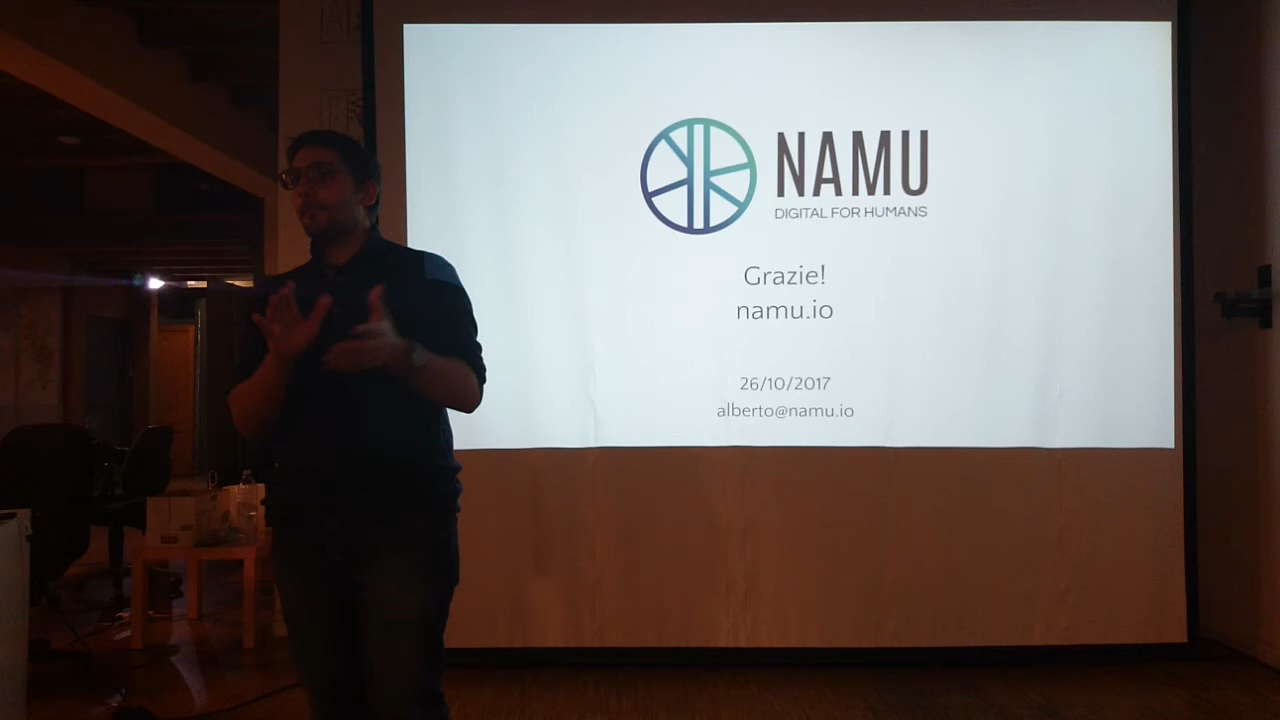 NAMU
DIGITAL FOR HUMANS
Grazie!
namu.io
26/10/2017
alberto@namu.io